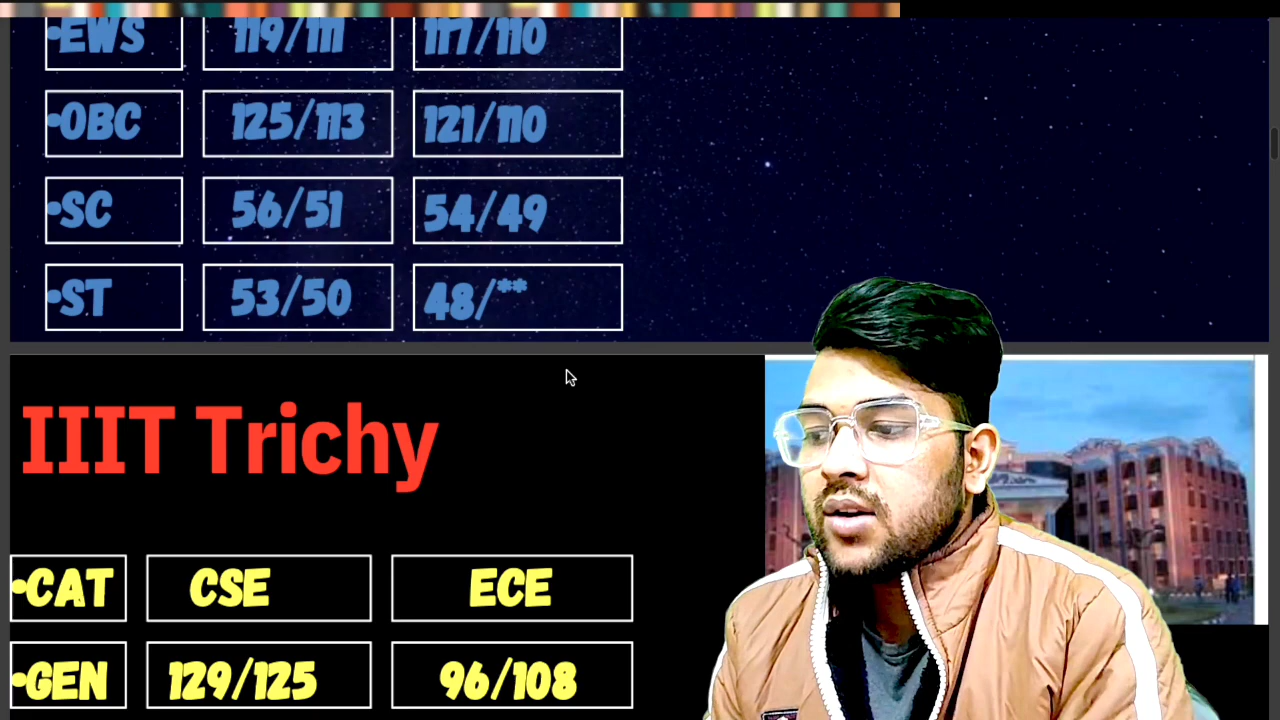 •EWS 119/111 117/110
•OBC 125/113 121/110
•SC 56/51 54/49
•ST 53/50 48/**
IIIT Trichy
•CAT CSE ECE
•GEN 129/125 96/108